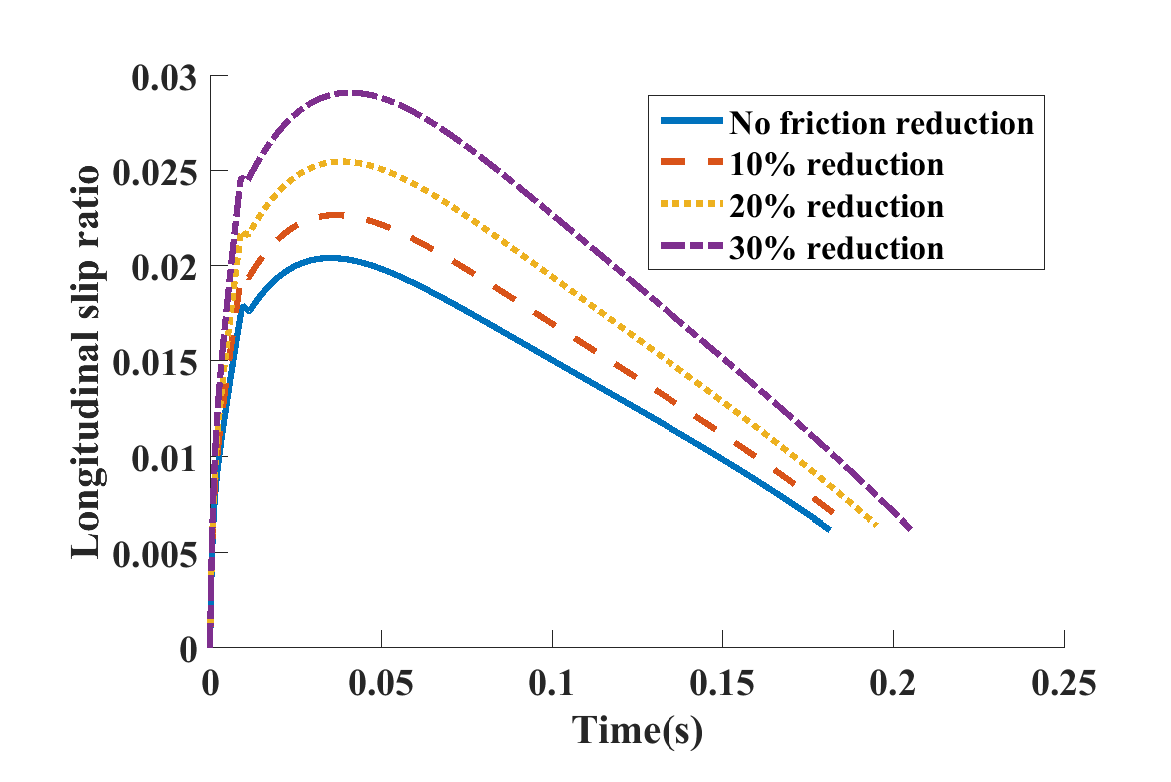 0.03
0.025
0.02
0.015
0.01
0.005
0
Longitudinal slip ratio
No friction reduction
10% reduction
20% reduction
30% reduction
0 0.05 0.1 0.15 0.2 0.25
Time(s)